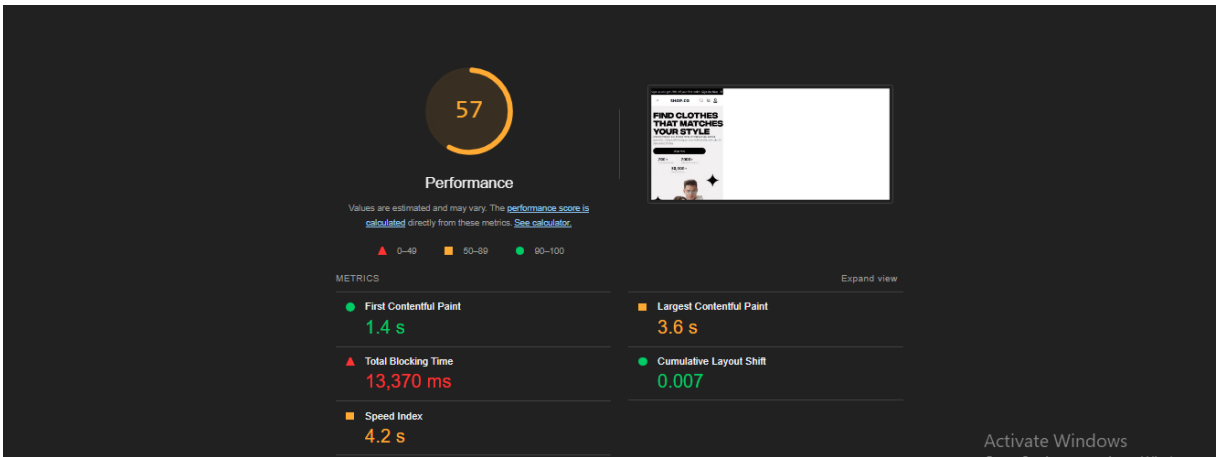 57
Performance
Values are estimated and may vary. The performance score is
calculated directly from these metrics. See calculator.
0–49
50–89
90–100
SHOP.CO
FIND CLOTHES
THAT MATCHES
YOUR STYLE
METRICS
Expand view
First Contentful Paint
1.4 s
Largest Contentful Paint
3.6 s
Total Blocking Time
13,370 ms
Cumulative Layout Shift
0.007
Speed Index
4.2 s
Activate Windows